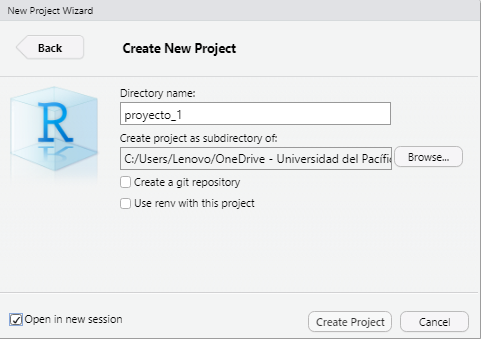 New Project Wizard
Back
Create New Project
R
Directory name:
proyecto_1
Create project as subdirectory of:
C:/Users/Lenovo/OneDrive - Universidad del Pacífi
Browse...
Create a git repository
Use renv with this project
Open in new session
Create Project
Cancel